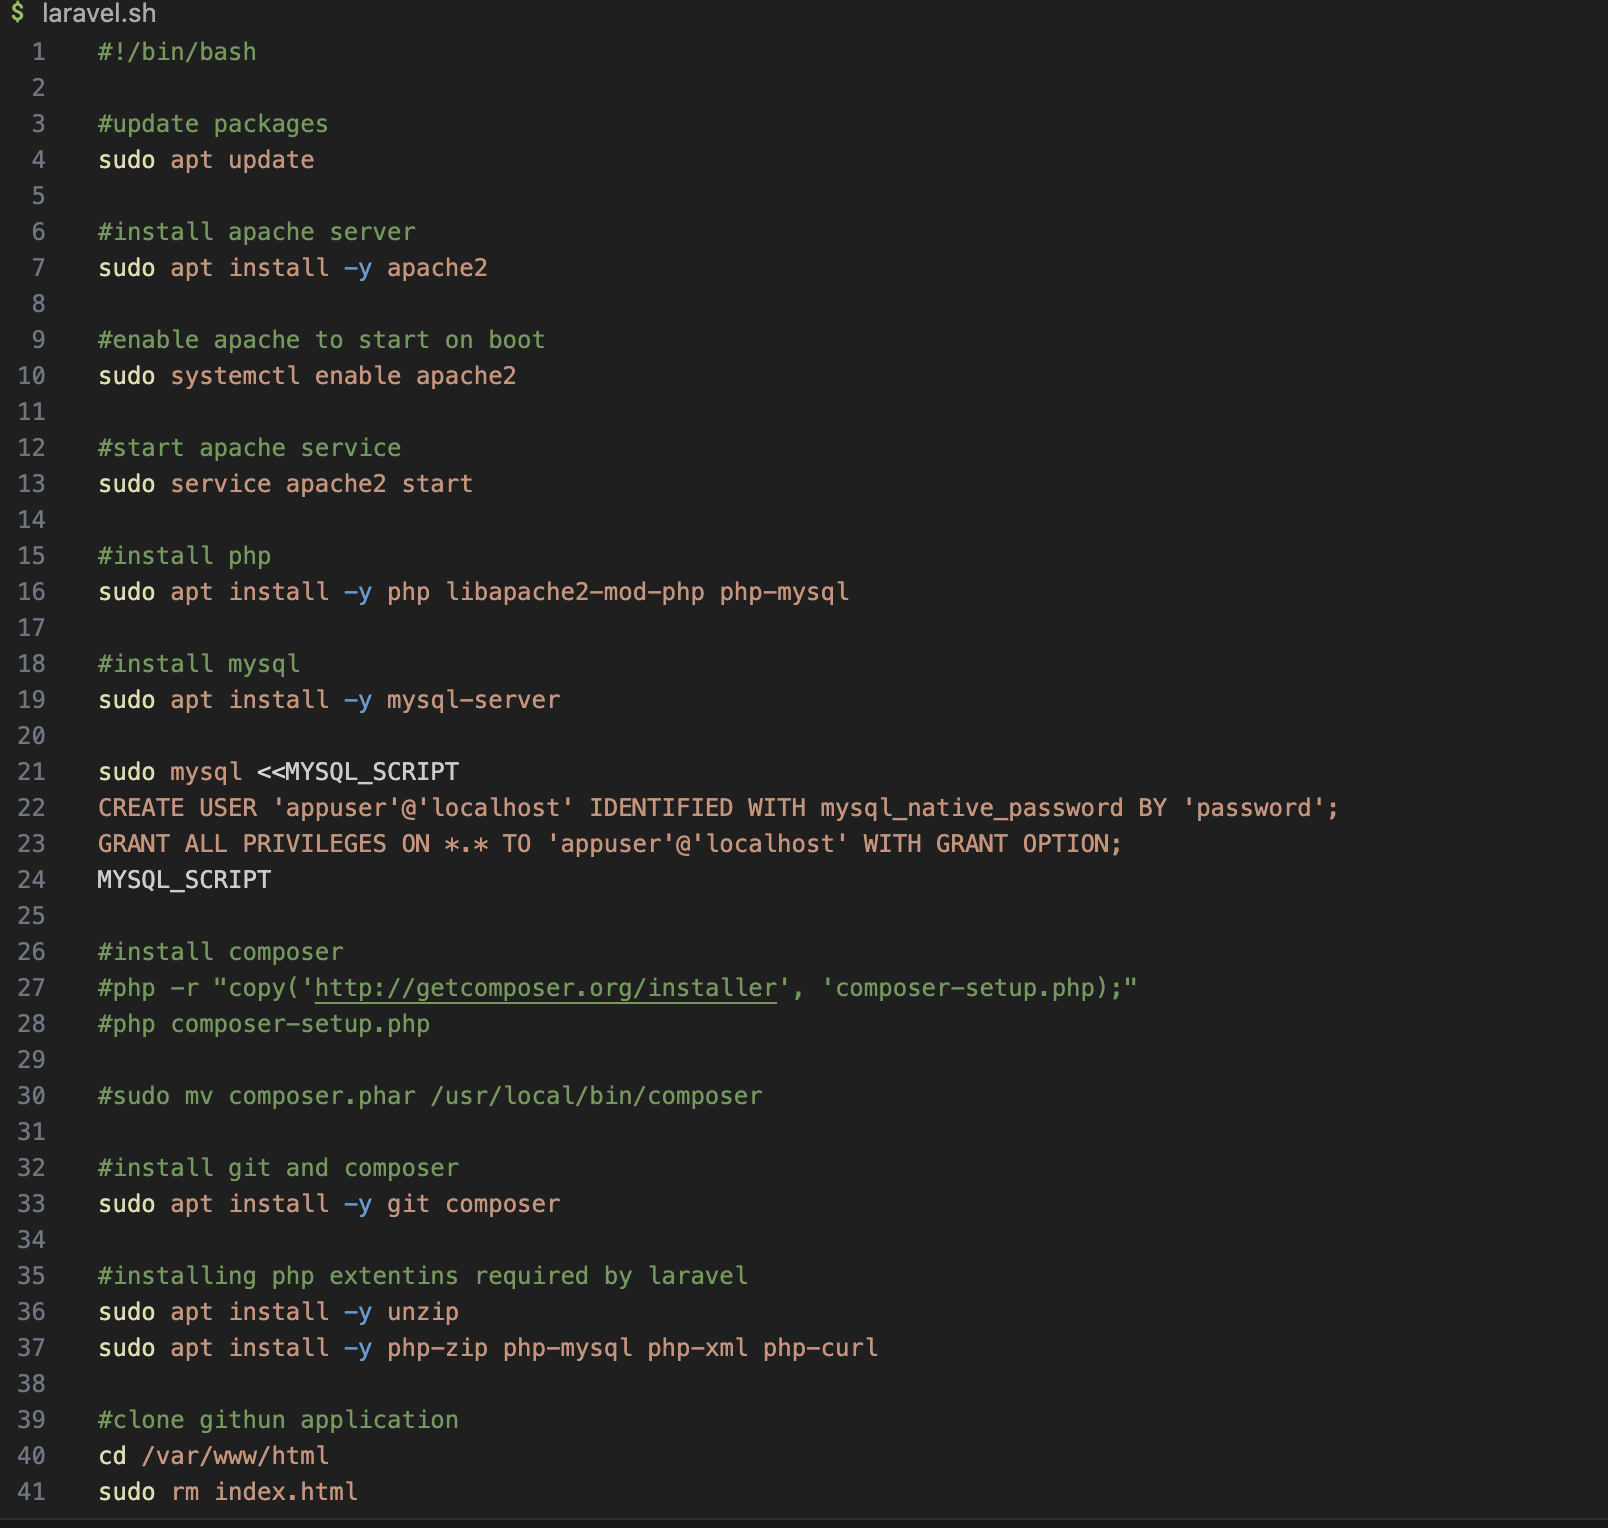 $ laravel.sh
1 #!/bin/bash
2
3 #update packages
4 sudo apt update
5
6 #install apache server
7 sudo apt install -y apache2
8
9 #enable apache to start on boot
10 sudo systemctl enable apache2
11
12 #start apache service
13 sudo service apache2 start
14
15 #install php
16 sudo apt install -y php libapache2-mod-php php-mysql
17
18 #install mysql
19 sudo apt install -y mysql-server
20
21 sudo mysql <<MYSQL_SCRIPT
22 CREATE USER 'appuser'@'localhost' IDENTIFIED WITH mysql_native_password BY 'password';
23 GRANT ALL PRIVILEGES ON *.* TO 'appuser'@'localhost' WITH GRANT OPTION;
24 MYSQL_SCRIPT
25
26 #install composer
27 #php -r "copy('http://getcomposer.org/installer', 'composer-setup.php);"
28 #php composer-setup.php
29
30 #sudo mv composer.phar /usr/local/bin/composer
31
32 #install git and composer
33 sudo apt install -y git composer
34
35 #installing php extentins required by laravel
36 sudo apt install -y unzip
37 sudo apt install -y php-zip php-mysql php-xml php-curl
38
39 #clone githun application
40 cd /var/www/html
41 sudo rm index.html